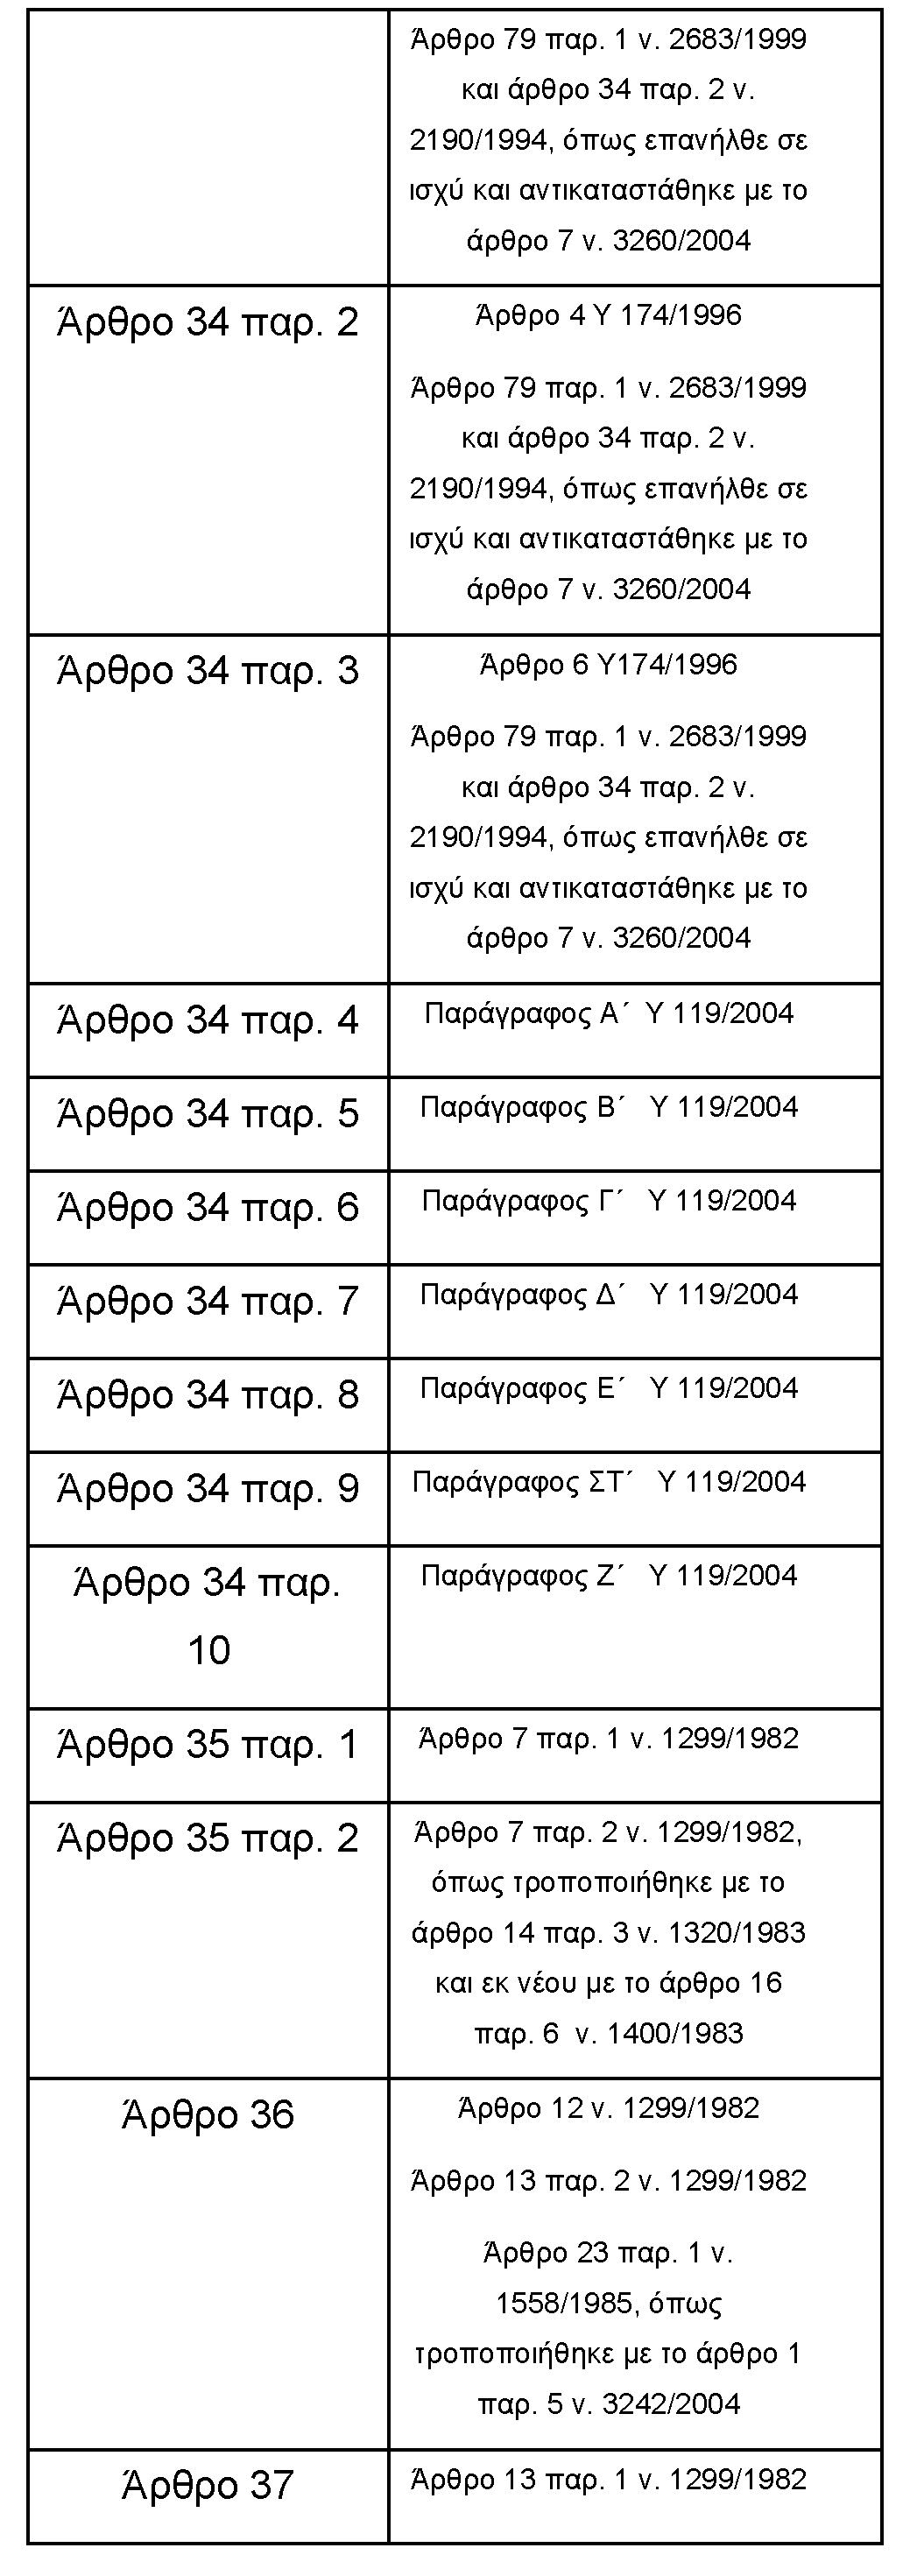 Άρθρο 79 παρ. 1 ν. 2683/1999
και άρθρο 34 παρ. 2 ν.
2190/1994, όπως επανήλθε σε
ισχύ και αντικαταστάθηκε με το
άρθρο 7 ν. 3260/2004
Άρθρο 34 παρ. 2
Άρθρο 4 Υ 174/1996
Άρθρο 79 παρ. 1 ν. 2683/1999
και άρθρο 34 παρ. 2 ν.
2190/1994, όπως επανήλθε σε
ισχύ και αντικαταστάθηκε με το
άρθρο 7 ν. 3260/2004
Άρθρο 34 παρ. 3
Άρθρο 6 Υ174/1996
Άρθρο 79 παρ. 1 ν. 2683/1999
και άρθρο 34 παρ. 2 ν.
2190/1994, όπως επανήλθε σε
ισχύ και αντικαταστάθηκε με το
άρθρο 7 ν. 3260/2004
Άρθρο 34 παρ. 4
Παράγραφος Α΄ Υ 119/2004
Άρθρο 34 παρ. 5
Παράγραφος Β΄ Υ 119/2004
Άρθρο 34 παρ. 6
Παράγραφος Γ΄ Υ 119/2004
Άρθρο 34 παρ. 7
Παράγραφος Δ΄ Υ 119/2004
Άρθρο 34 παρ. 8
Παράγραφος Ε΄ Υ 119/2004
Άρθρο 34 παρ. 9
Παράγραφος ΣΤ΄ Υ 119/2004
Άρθρο 34 παρ.
10
Παράγραφος Ζ΄ Υ 119/2004
Άρθρο 35 παρ. 1
Άρθρο 7 παρ. 1 ν. 1299/1982
Άρθρο 35 παρ. 2
Άρθρο 7 παρ. 2 ν. 1299/1982,
όπως τροποποιήθηκε με το
άρθρο 14 παρ. 3 ν. 1320/1983
και εκ νέου με το άρθρο 16
παρ. 6 ν. 1400/1983
Άρθρο 36
Άρθρο 12 ν. 1299/1982
Άρθρο 13 παρ. 2 ν. 1299/1982
Άρθρο 23 παρ. 1 ν.
1558/1985, όπως
τροποποιήθηκε με το άρθρο 1
παρ. 5 ν. 3242/2004
Άρθρο 37
Άρθρο 13 παρ. 1 ν. 1299/1982